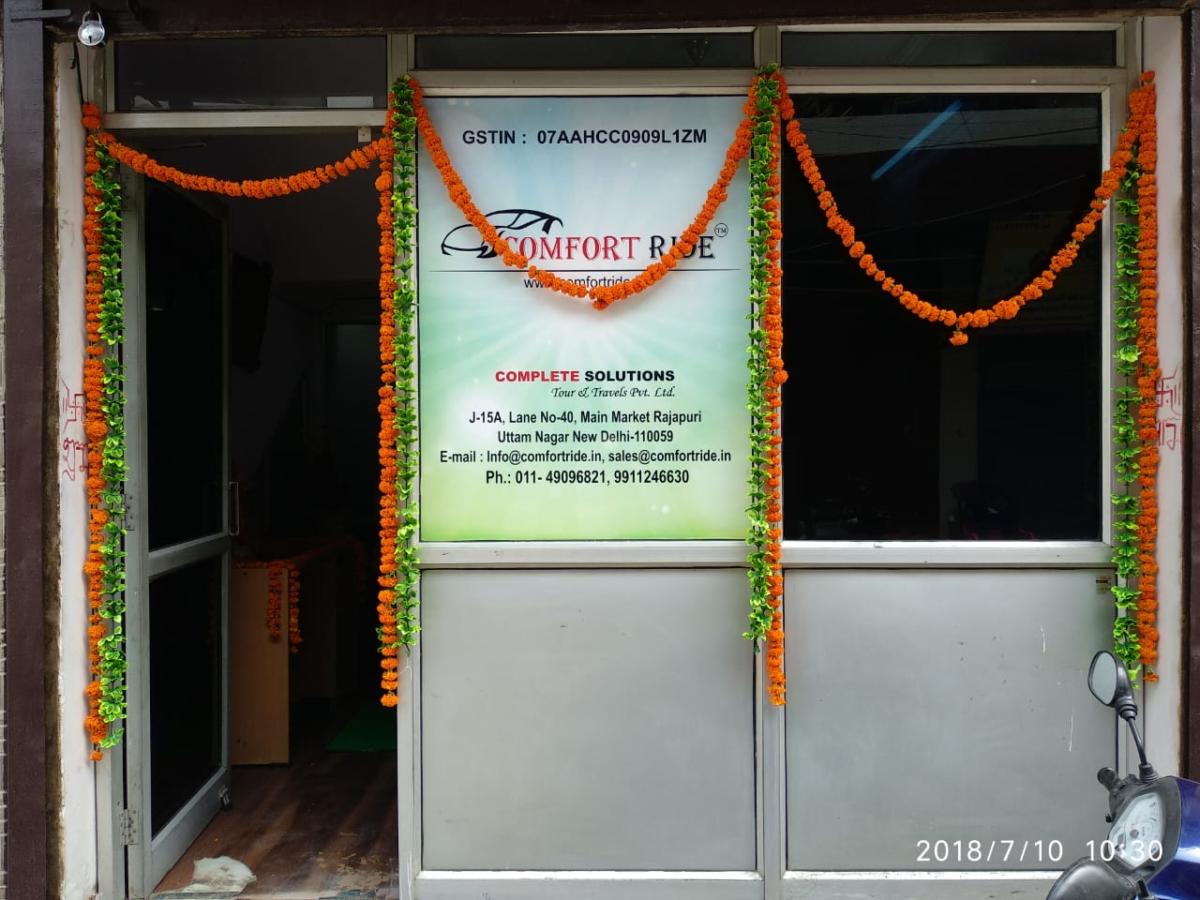 GSTIN : 07AAHCC0909L1ZM
COMFORT RIDE™
COMPLETE SOLUTIONS
Tour & Travels Pvt. Ltd.
J-15A, Lane No-40, Main Market Rajapuri
Uttam Nagar New Delhi-110059
E-mail : Info@comfortride.in, sales@comfortride.in
Ph.: 011- 49096821, 9911246630
2018/7/10 10:30